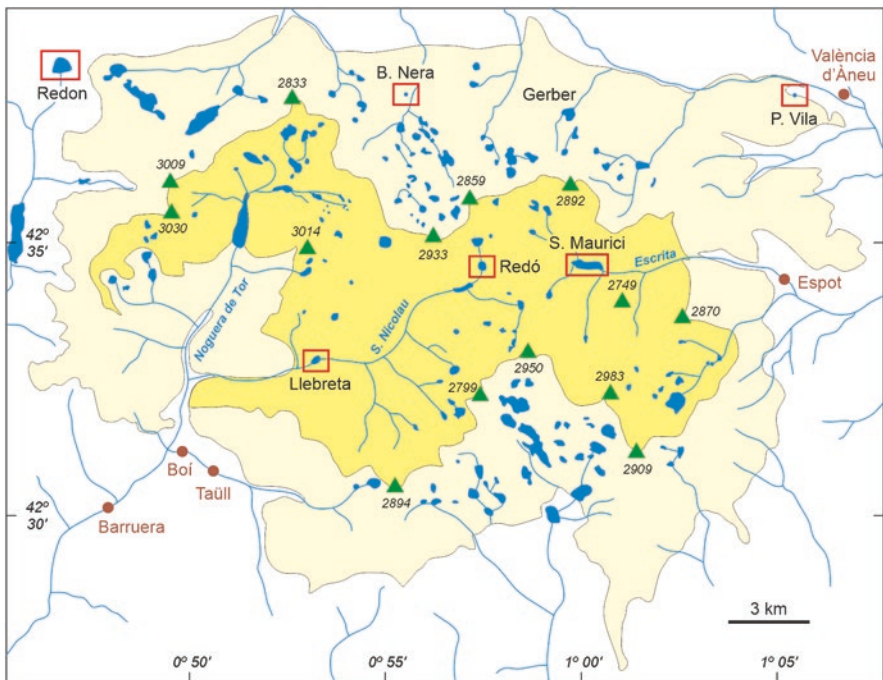 2833
B. Nera
València
d'Àneu
Redon
Gerber
P. Vila
3009
2859
2892
3030
42º
35'
3014
2933
S. Maurici
Redó
Escrita
2749
Espot
Noguera de Tor
S. Nicolau
2870
Llebreta
2950
2799
2983
Boí
2909
Taüll
2894
42º
30'
Barruera
3 km
0º 50'
0º 55'
1º 00'
1º 05'